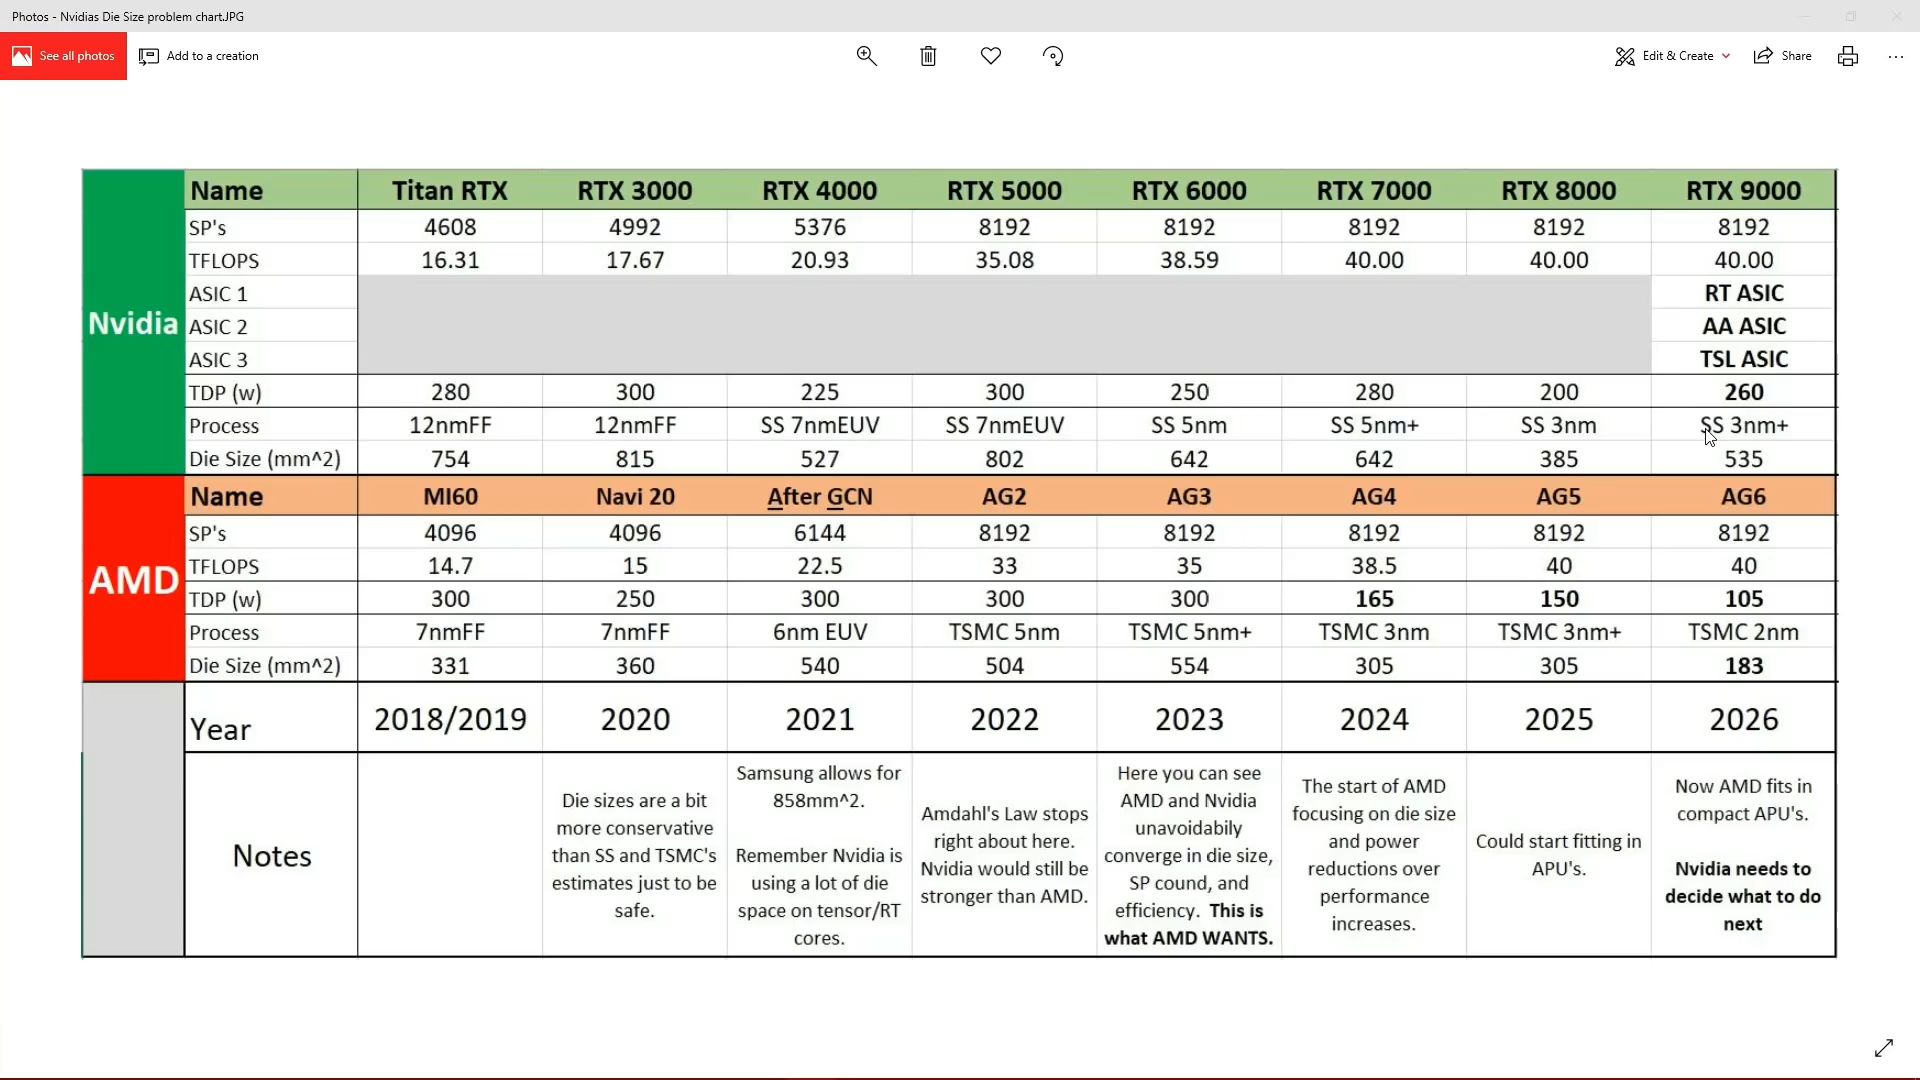 Photos - Nvidias Die Size problem chart.JPG
See all photos
Add to a creation
Edit & Create
Share
Nvidia
Name Titan RTX RTX 3000 RTX 4000 RTX 5000 RTX 6000 RTX 7000 RTX 8000 RTX 9000
SP's 4608 4992 5376 8192 8192 8192 8192 8192
TFLOPS 16.31 17.67 20.93 35.08 38.59 40.00 40.00 40.00
ASIC 1 RT ASIC
ASIC 2 AA ASIC
ASIC 3 TSL ASIC
TDP (w) 280 300 225 300 250 280 200 260
Process 12nmFF 12nmFF SS 7nmEUV SS 7nmEUV SS 5nm SS 5nm+ SS 3nm SS 3nm+
Die Size (mm^2) 754 815 527 802 642 642 385 535
AMD
Name MI60 Navi 20 After GCN AG2 AG3 AG4 AG5 AG6
SP's 4096 4096 6144 8192 8192 8192 8192 8192
TFLOPS 14.7 15 22.5 33 35 38.5 40 40
TDP (w) 300 250 300 300 300 165 150 105
Process 7nmFF 7nmFF 6nm EUV TSMC 5nm TSMC 5nm+ TSMC 3nm TSMC 3nm+ TSMC 2nm
Die Size (mm^2) 331 360 540 504 554 305 305 183
Year 2018/2019 2020 2021 2022 2023 2024 2025 2026
Notes
Die sizes are a bit
more conservative
than SS and TSMC's
estimates just to be
safe.
Samsung allows for
858mm^2.
Remember Nvidia is
using a lot of die
space on tensor/RT
cores.
Amdahl's Law stops
right about here.
Nvidia would still be
stronger than AMD.
Here you can see
AMD and Nvidia
unavoidabily
converge in die size,
SP cound, and
efficiency. This is
what AMD WANTS.
The start of AMD
focusing on die size
and power
reductions over
performance
increases.
Could start fitting in
APU's.
Now AMD fits in
compact APU's.
Nvidia needs to
decide what to do
next